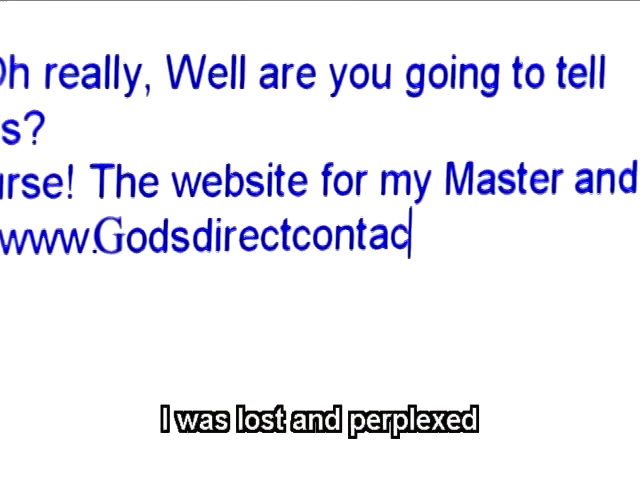 Oh really, Well are you going to tell
s?
urse! The website for my Master and
www.Godsdirectcontac
I was lost and perplexed